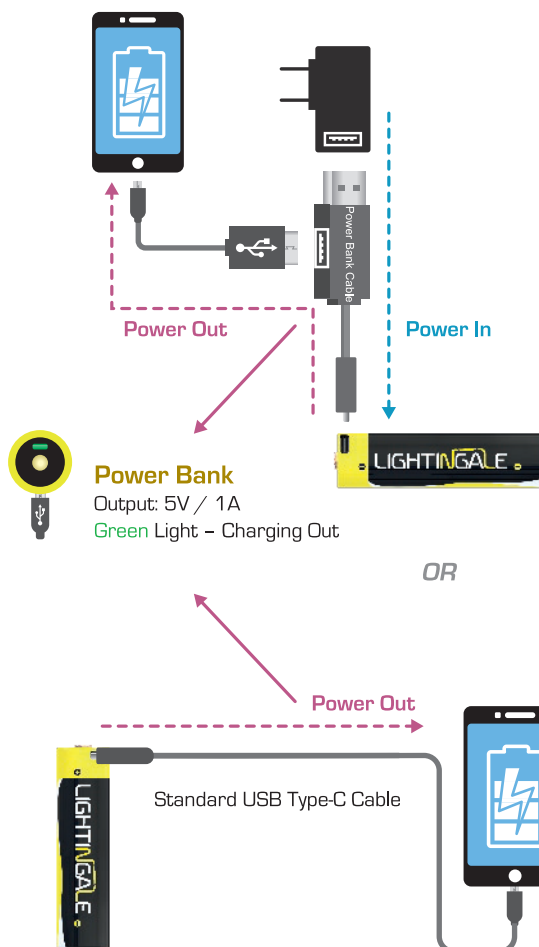 Power Bank Cable
Power Out
Power In
LIGHTINGALE
Power Bank
Output: 5V / 1A
Green Light – Charging Out
OR
Power Out
Standard USB Type-C Cable
LIGHTINGALE